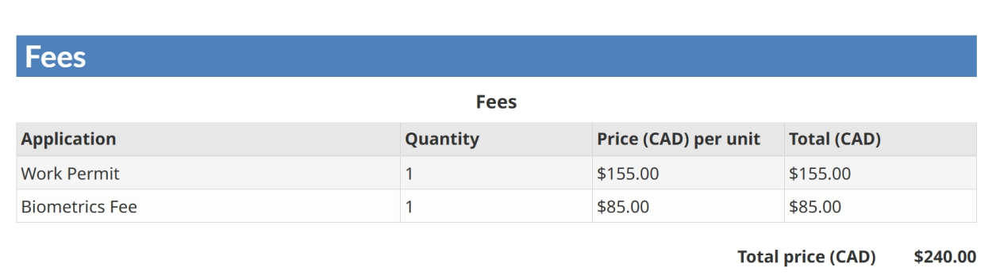 Fees
Fees
Application Quantity Price (CAD) per unit Total (CAD)
Work Permit 1 $155.00 $155.00
Biometrics Fee 1 $85.00 $85.00
Total price (CAD) $240.00